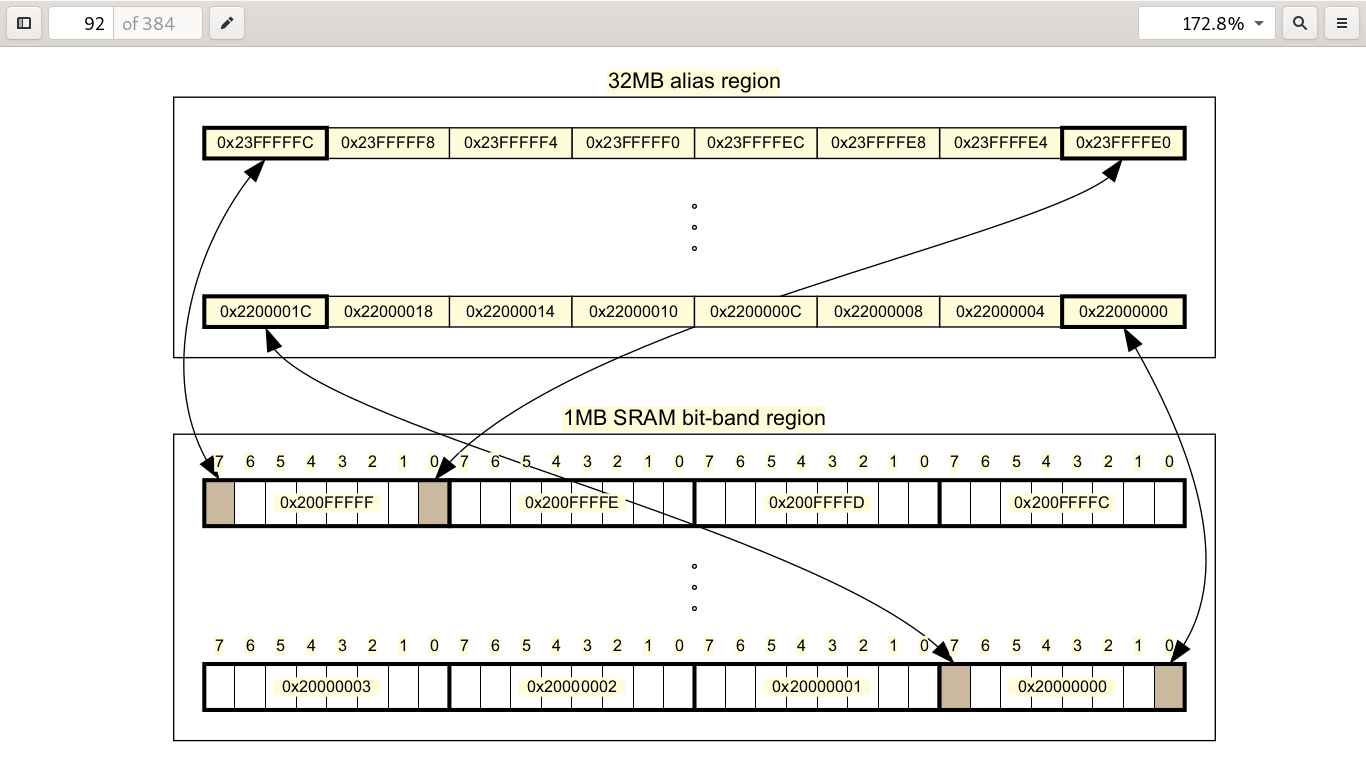 92 of 384 172.8%
32MB alias region
0x23FFFFFC 0x23FFFFF8 0x23FFFFF4 0x23FFFFF0 0x23FFFFEC 0x23FFFFE8 0x23FFFFE4 0x23FFFFE0
0x2200001C 0x22000018 0x22000014 0x22000010 0x2200000C 0x22000008 0x22000004 0x22000000
1MB SRAM bit-band region
7 6 5 4 3 2 1 0 7 6 5 4 3 2 1 0 7 6 5 4 3 2 1 0 7 6 5 4 3 2 1 0
0x200FFFFF 0x200FFFFE 0x200FFFFD 0x200FFFFC
7 6 5 4 3 2 1 0 7 6 5 4 3 2 1 0 7 6 5 4 3 2 1 0 7 6 5 4 3 2 1 0
0x20000003 0x20000002 0x20000001 0x20000000